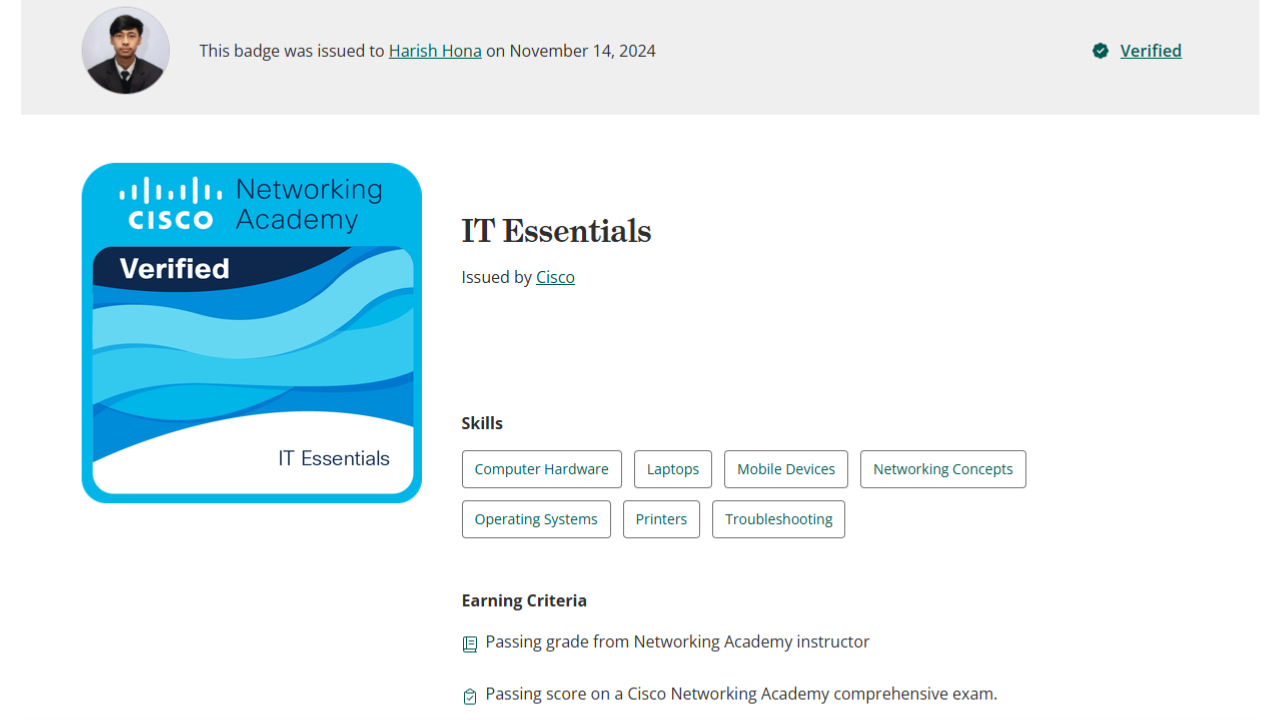 This badge was issued to Harish Hona on November 14, 2024
Verified
CISCO Networking Academy
Verified
IT Essentials
IT Essentials
Issued by Cisco
Skills
Computer Hardware Laptops Mobile Devices Networking Concepts
Operating Systems Printers Troubleshooting
Earning Criteria
Passing grade from Networking Academy instructor
Passing score on a Cisco Networking Academy comprehensive exam.